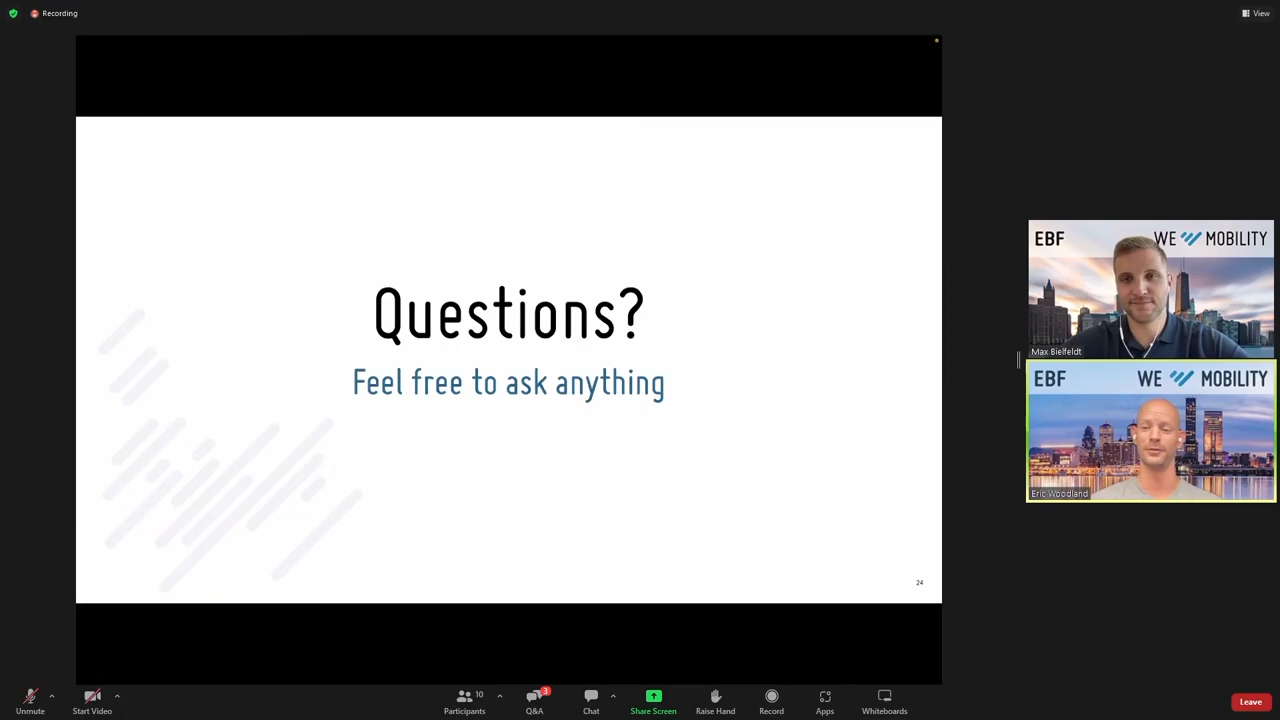 Recording
View
Questions?
Feel free to ask anything
24
EBF
WE MOBILITY
Max Bielfeldt
EBF
WE MOBILITY
Eric Woodland
Unmute
Start Video
10
Participants
3
Q&A
Chat
Share Screen
Raise Hand
Record
Apps
Whiteboards
Leave